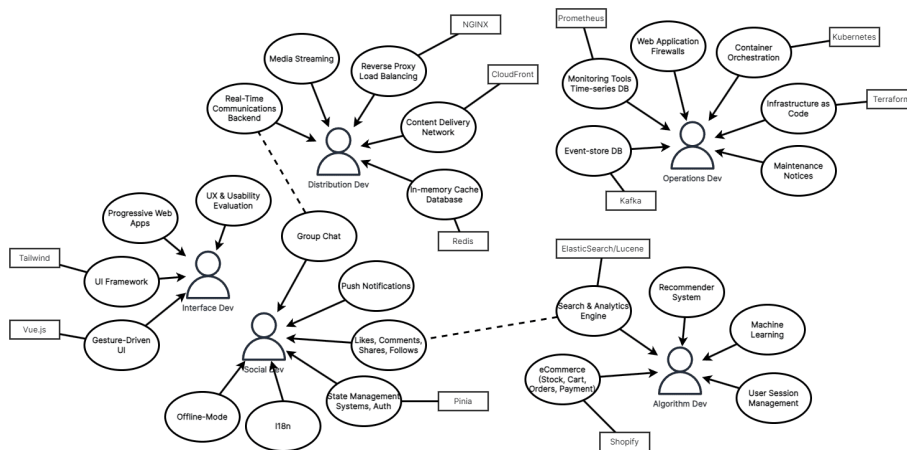 NGINX
Media Streaming
Reverse Proxy
Load Balancing
CloudFront
Real-Time
Communications
Backend
Content Delivery
Network
Distribution Dev
In-memory Cache
Database
Redis
Prometheus
Web Application
Firewalls
Container
Orchestration
Kubernetes
Monitoring Tools
Time-series DB
Infrastructure as
Code
Terraform
Event-store DB
Operations Dev
Maintenance
Notices
Kafka
Progressive Web
Apps
UX & Usability
Evaluation
Tailwind
UI Framework
Interface Dev
Vue.js
Gesture-Driven
UI
Group Chat
Push Notifications
Likes, Comments,
Shares, Follows
Social Dev
State Management
Systems, Auth
Pinia
Offline-Mode
I18n
ElasticSearch/Lucene
Search & Analytics
Engine
Recommender
System
Machine
Learning
eCommerce
(Stock, Cart,
Orders, Payment)
Algorithm Dev
User Session
Management
Shopify